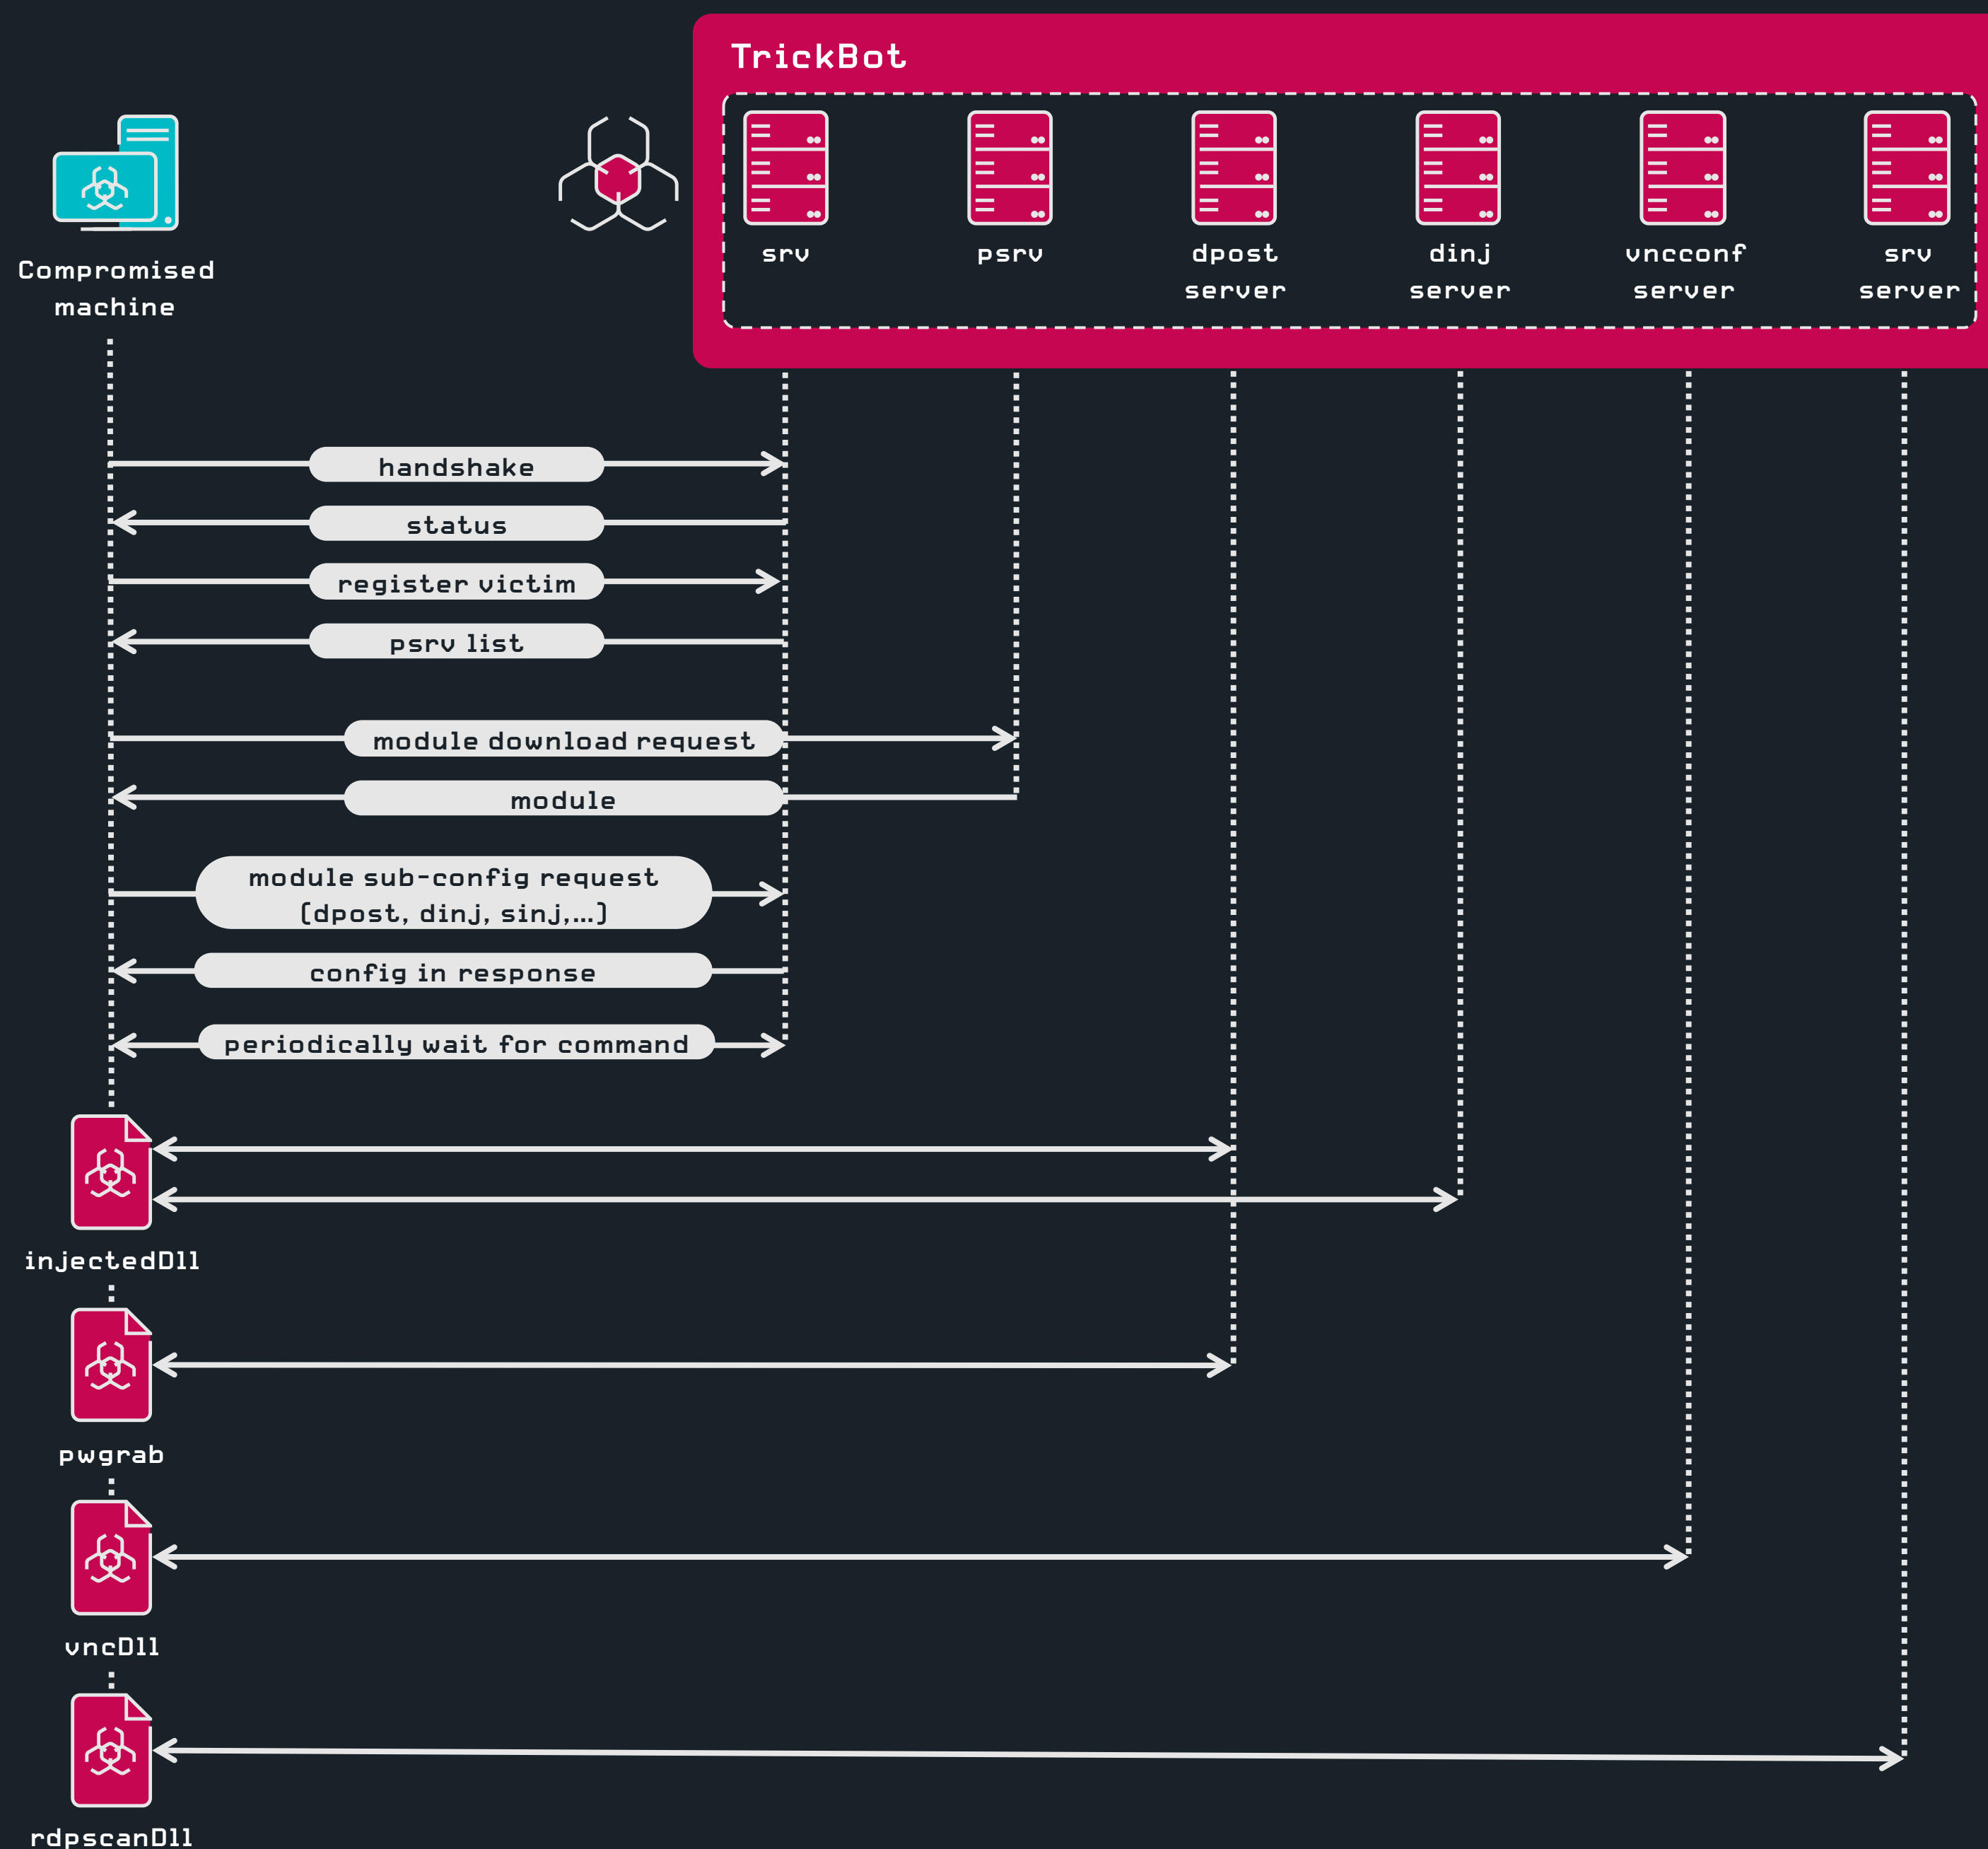 TrickBot
Compromised
machine
srv
psrv
dpost
server
dinj
server
vncconf
server
srv
server
handshake
status
register victim
psrv list
module download request
module
module sub-config request
(dpost, dinj, sinj,...)
config in response
periodically wait for command
injectedDll
pwgrab
vncDll
rdpscanDll